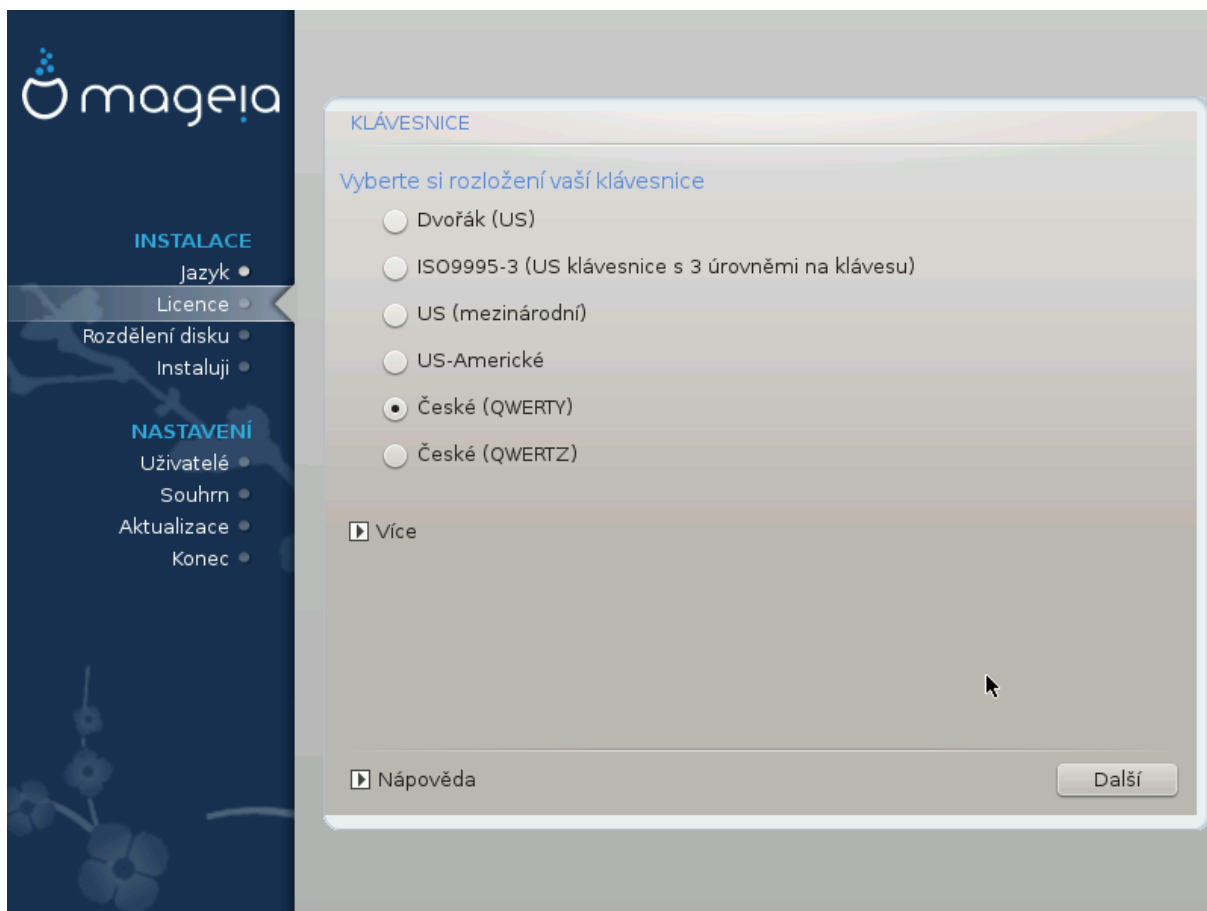 mageia
INSTALACE
Jazyk
Licence
Rozdělení disku
Instaluji
NASTAVENÍ
Uživatelé
Souhrn
Aktualizace
Konec
KLÁVESNICE
Vyberte si rozložení vaší klávesnice
Dvořák (US)
ISO9995-3 (US klávesnice s 3 úrovněmi na klávesu)
US (mezinárodní)
US-Americké
České (QWERTY)
České (QWERTZ)
Více
Nápověda
Další